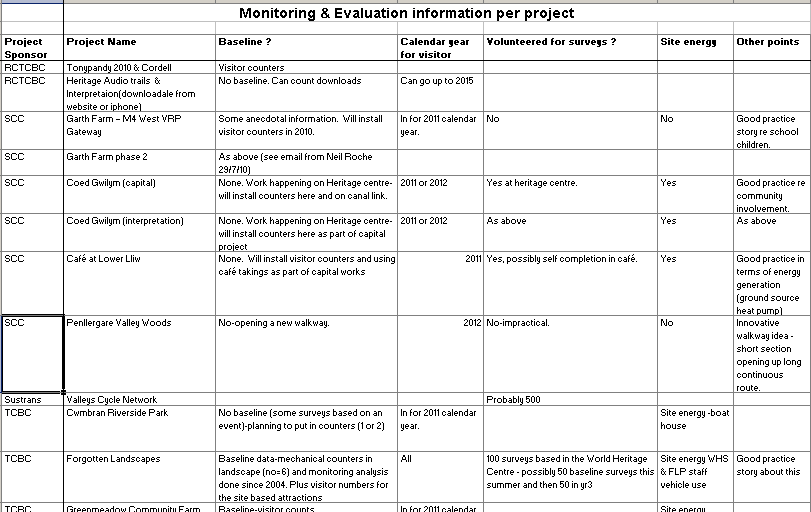 Monitoring & Evaluation information per project
Project Sponsor Project Name Baseline ? Calendar year for visitor Volunteered for surveys ? Site energy Other points
RCTCBC Tonypandy 2010 & Cordell Visitor counters
RCTCBC Heritage Audio trails & Interpretaion(downloadale from website or iphone) No baseline. Can count downloads Can go up to 2015
SCC Garth Farm - M4 West VRP Gateway Some anecdotal information. Will install visitor counters in 2010. In for 2011 calendar year. No No Good practice story re school children.
SCC Garth Farm phase 2 As above (see email from Neil Roche 29/7/10)
SCC Coed Gwilym (capital) None. Work happening on Heritage centre- will install counters here and on canal link. 2011 or 2012 Yes at heritage centre. Yes Good practice re community involvement.
SCC Coed Gwilym (interpretation) None. Work happening on Heritage centre- will install counters here as part of capital project 2011 or 2012 As above Yes As above
SCC Café at Lower Lliw None. Will install visitor counters and using café takings as part of capital works 2011 Yes, possibly self completion in café. Yes Good practice in terms of energy generation (ground source heat pump)
SCC Penllergare Valley Woods No-opening a new walkway. 2012 No-impractical. No Innovative walkway idea - short section opening up long continuous route.
Sustrans Valleys Cycle Network Probably 500
TCBC Cwmbran Riverside Park No baseline (some surveys based on an event)-planning to put in counters (1 or 2) In for 2011 calendar year. Site energy -boat house
TCBC Forgotten Landscapes Baseline data-mechanical counters in landscape (no=6) and monitoring analysis done since 2004. Plus visitor numbers for the site based attractions All 100 surveys based in the World Heritage Centre - possibly 50 baseline surveys this summer and then 50 in yr3 Site energy WHS & FLP staff vehicle use Good practice story about this
TCBC Greenmeadow Community Farm Baseline-visitor counts In for 2011 calendar Site energy